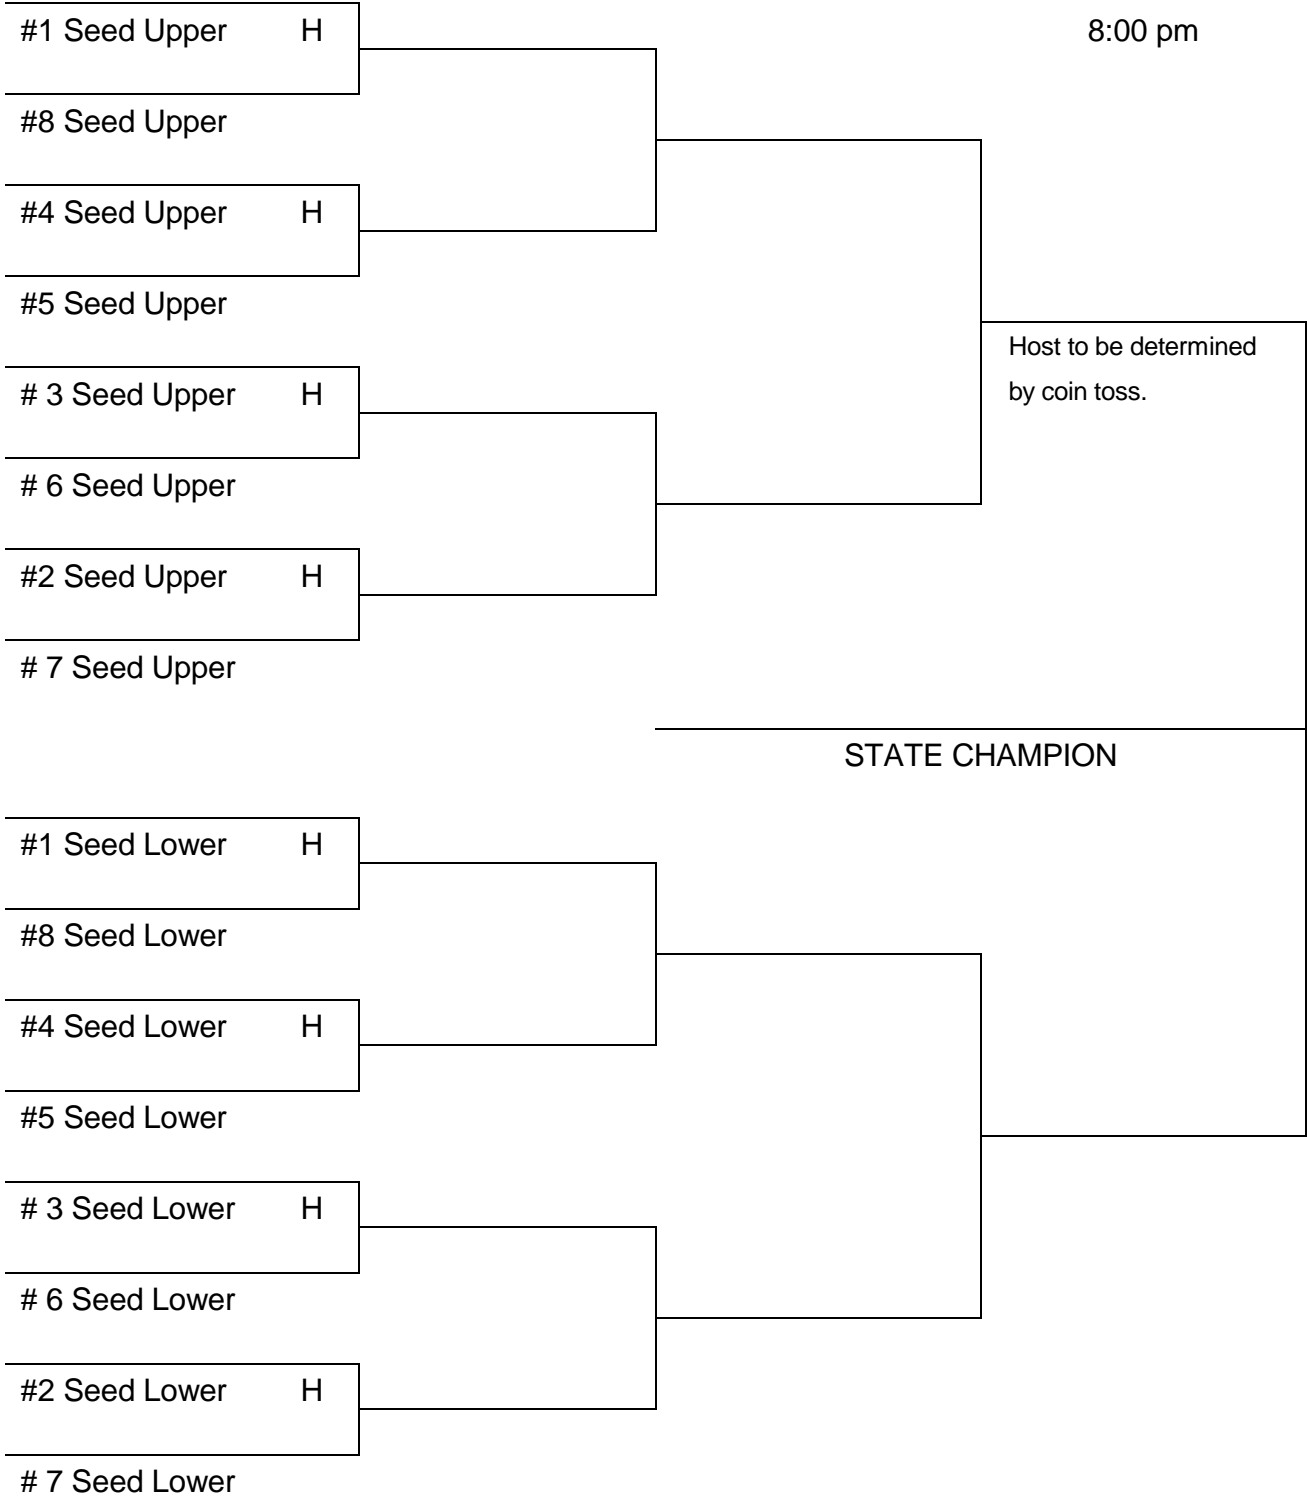 #1 Seed Upper H 8:00 pm
#8 Seed Upper
#4 Seed Upper H
#5 Seed Upper
Host to be determined
by coin toss.
# 3 Seed Upper H
# 6 Seed Upper
#2 Seed Upper H
# 7 Seed Upper
STATE CHAMPION
#1 Seed Lower H
#8 Seed Lower
#4 Seed Lower H
#5 Seed Lower
# 3 Seed Lower H
# 6 Seed Lower
#2 Seed Lower H
# 7 Seed Lower